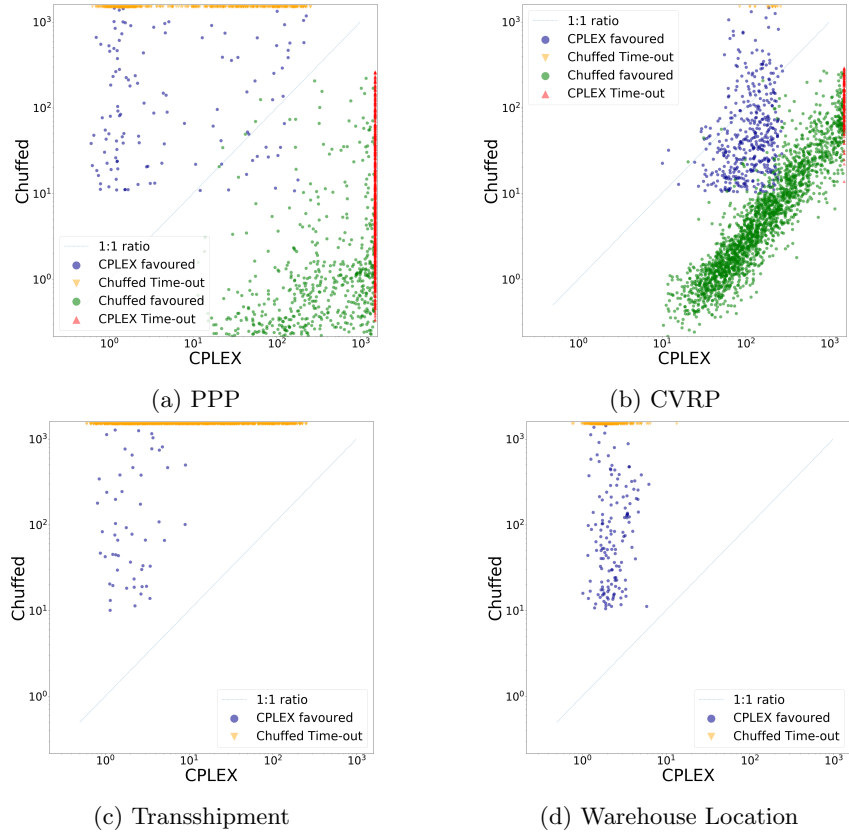 10³
10²
10¹
10⁰
Chuffed
1:1 ratio
CPLEX favoured
Chuffed Time-out
Chuffed favoured
CPLEX Time-out
10⁰ 10¹ 10² 10³
CPLEX
(a) PPP
10³
10²
10¹
10⁰
Chuffed
1:1 ratio
CPLEX favoured
Chuffed Time-out
Chuffed favoured
CPLEX Time-out
10⁰ 10¹ 10² 10³
CPLEX
(b) CVRP
10³
10²
10¹
10⁰
Chuffed
1:1 ratio
CPLEX favoured
Chuffed Time-out
10⁰ 10¹ 10² 10³
CPLEX
(c) Transshipment
10³
10²
10¹
10⁰
Chuffed
1:1 ratio
CPLEX favoured
Chuffed Time-out
10⁰ 10¹ 10² 10³
CPLEX
(d) Warehouse Location